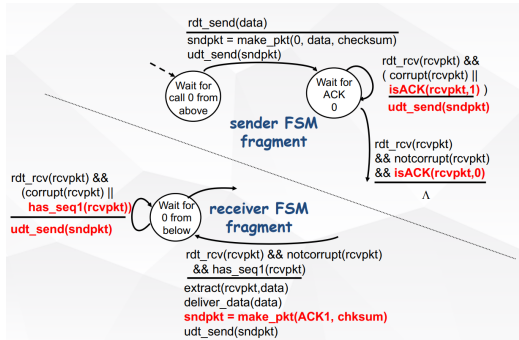 rdt_send(data)
sndpkt = make_pkt(0, data, checksum)
udt_send(sndpkt)
Wait for
call 0 from
above
Wait for
ACK
0
rdt_rcv(rcvpkt) &&
( corrupt(rcvpkt) ||
isACK(rcvpkt,1) )
udt_send(sndpkt)
sender FSM
fragment
rdt_rcv(rcvpkt)
&& notcorrupt(rcvpkt)
&& isACK(rcvpkt,0)
Λ
rdt_rcv(rcvpkt) &&
(corrupt(rcvpkt) ||
has_seq1(rcvpkt))
udt_send(sndpkt)
Wait for
0 from
below
receiver FSM
fragment
rdt_rcv(rcvpkt) && notcorrupt(rcvpkt)
&& has_seq1(rcvpkt)
extract(rcvpkt,data)
deliver_data(data)
sndpkt = make_pkt(ACK1, chksum)
udt_send(sndpkt)